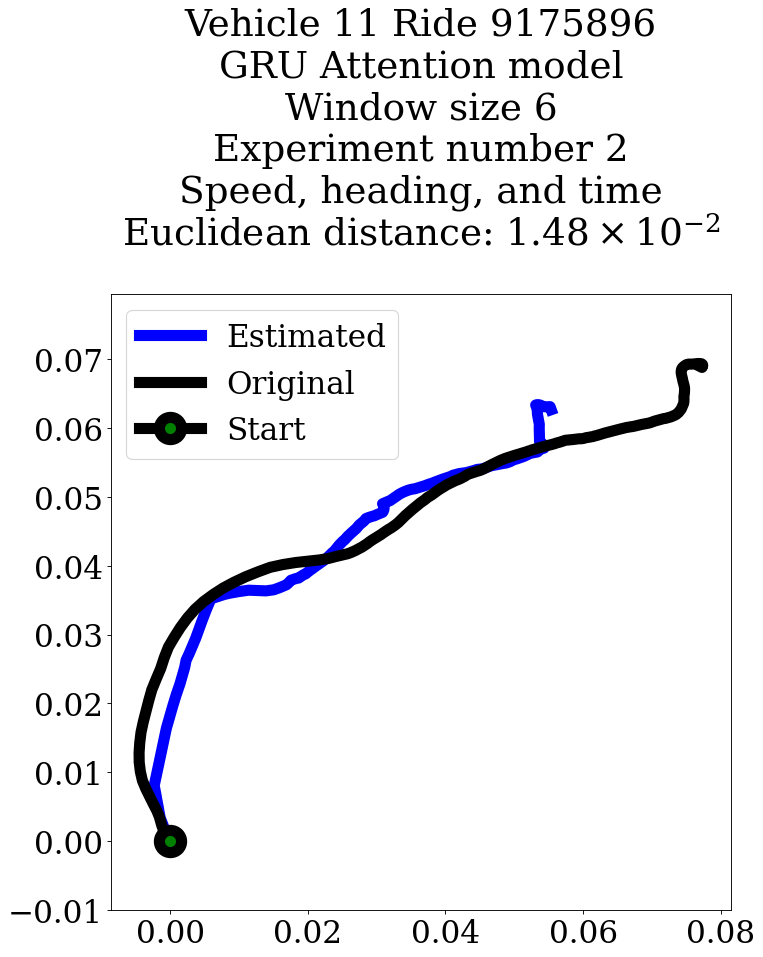 Vehicle 11 Ride 9175896
GRU Attention model
Window size 6
Experiment number 2
Speed, heading, and time
Euclidean distance: 1.48 × 10⁻²
Estimated
Original
Start
0.07
0.06
0.05
0.04
0.03
0.02
0.01
0.00
−0.01
0.00 0.02 0.04 0.06 0.08